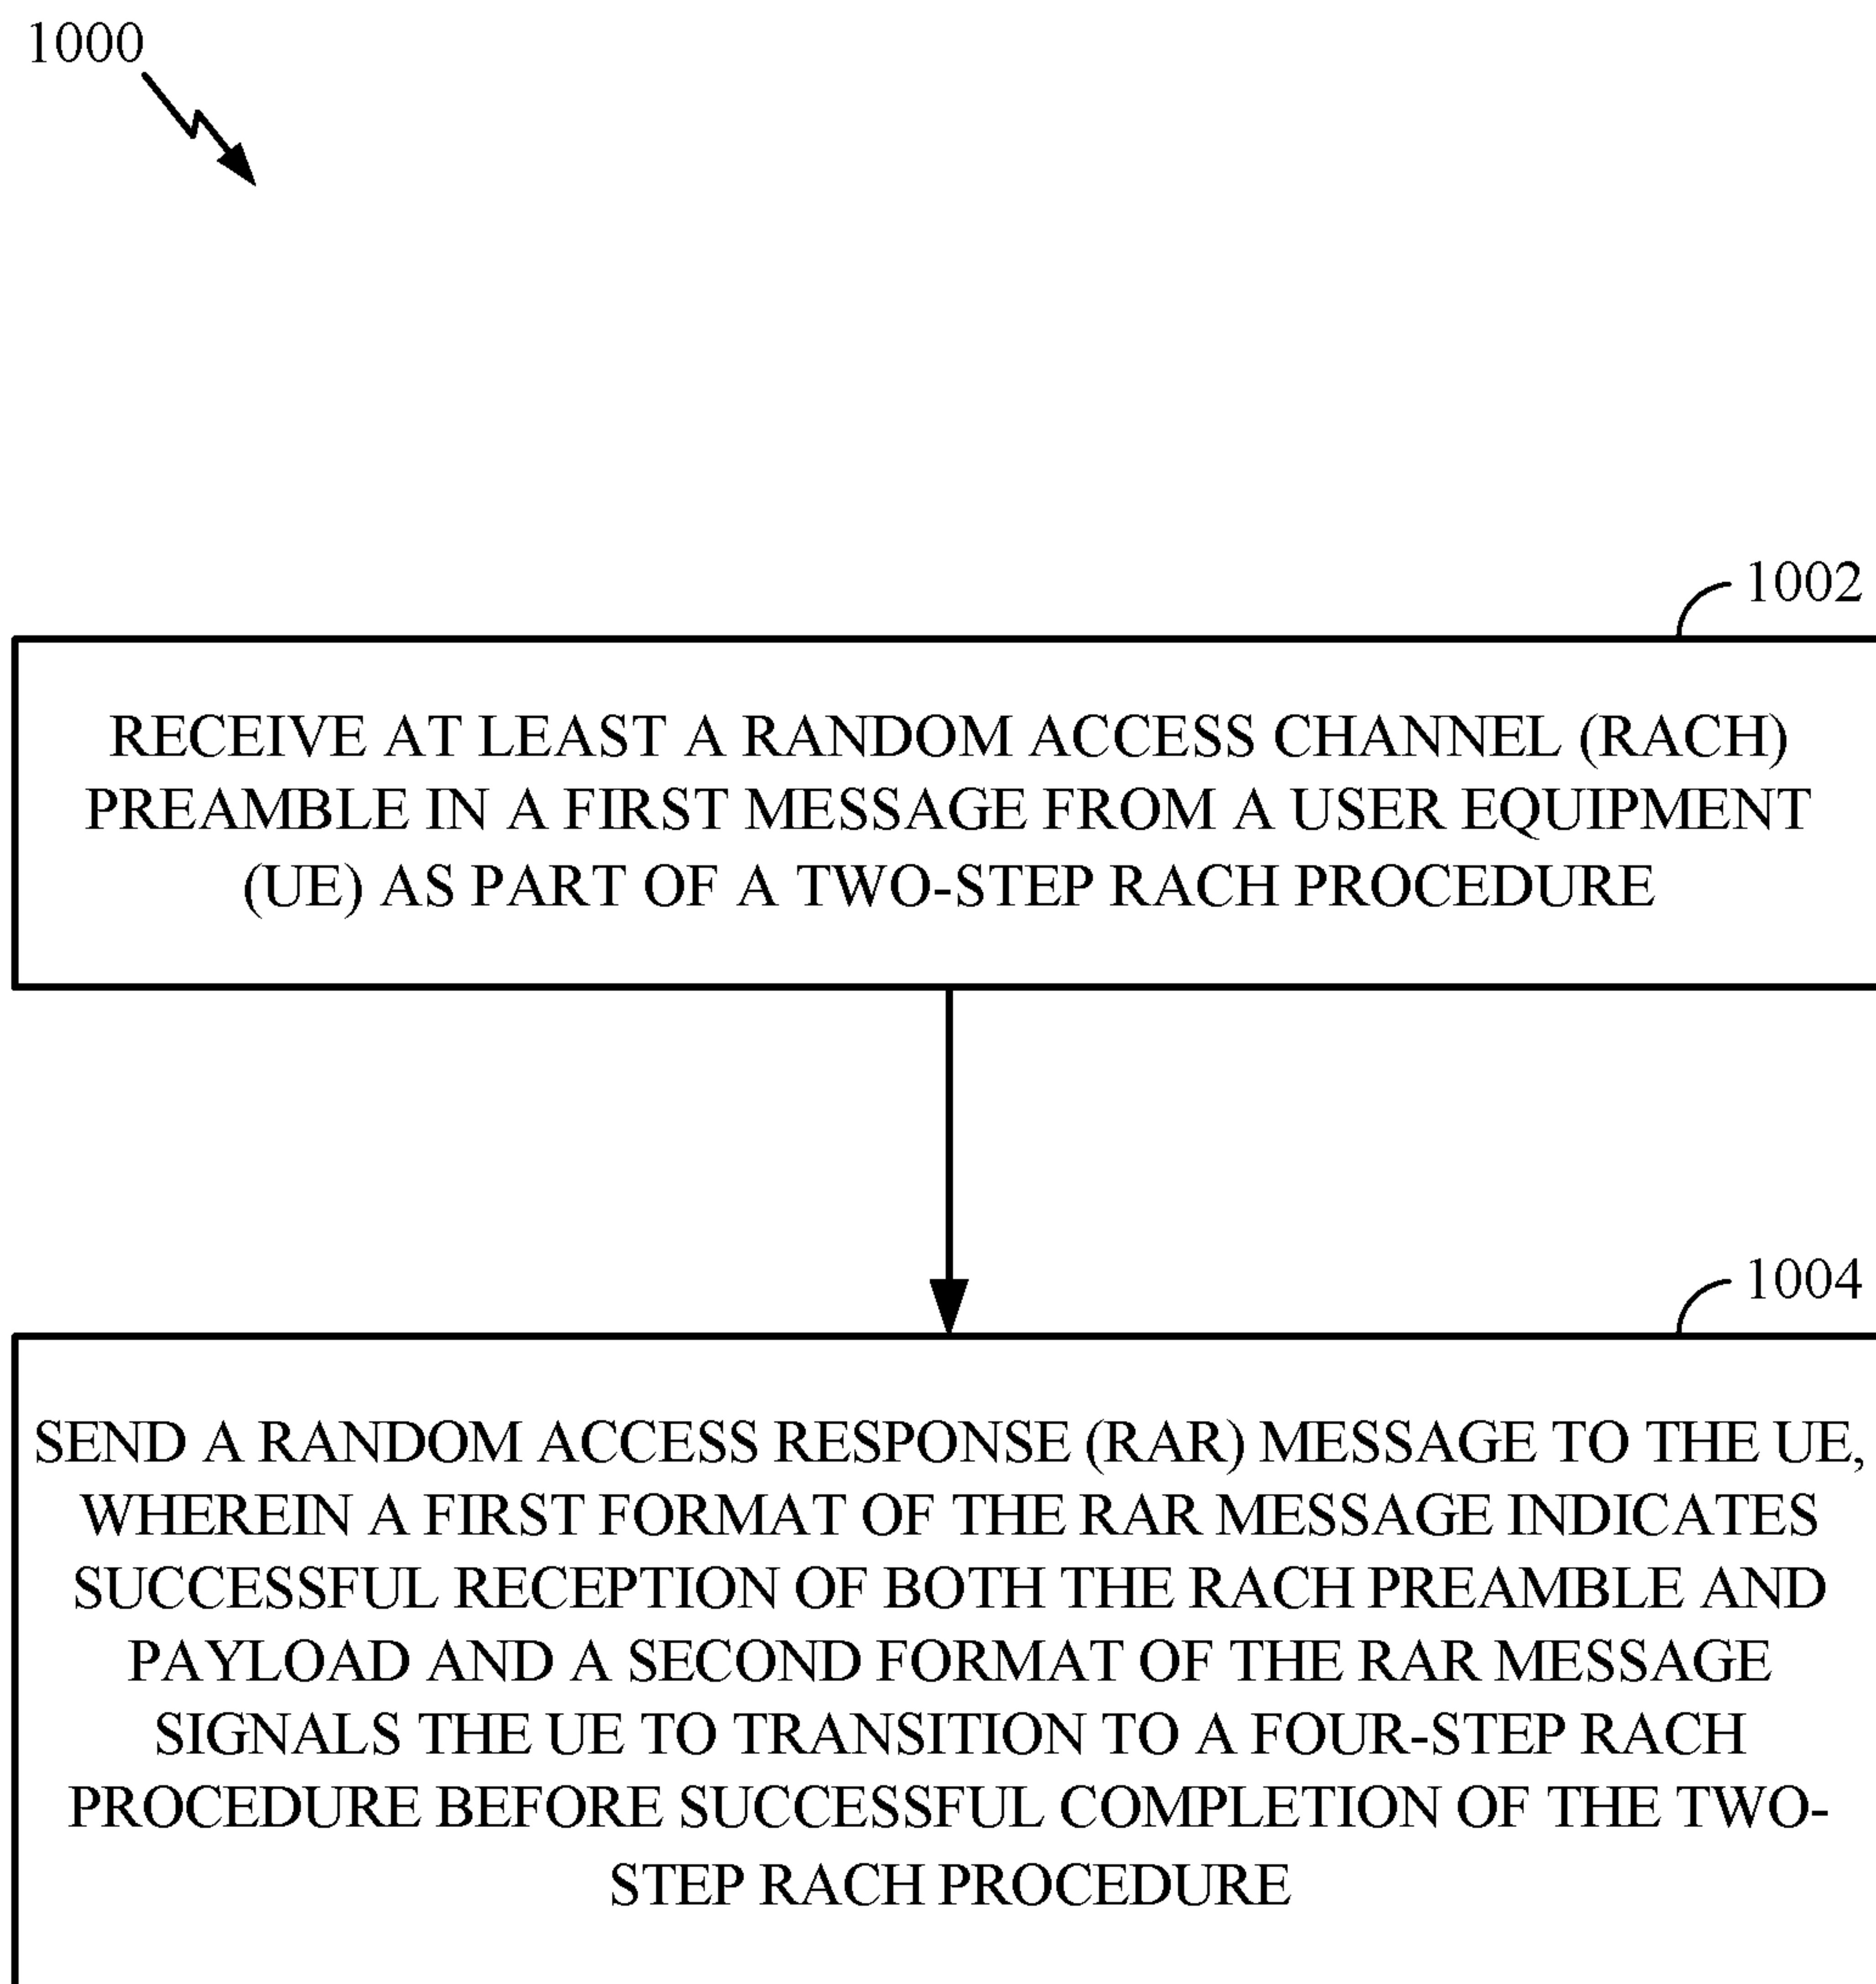 1000
1002
RECEIVE AT LEAST A RANDOM ACCESS CHANNEL (RACH)
PREAMBLE IN A FIRST MESSAGE FROM A USER EQUIPMENT
(UE) AS PART OF A TWO-STEP RACH PROCEDURE
1004
SEND A RANDOM ACCESS RESPONSE (RAR) MESSAGE TO THE UE,
WHEREIN A FIRST FORMAT OF THE RAR MESSAGE INDICATES
SUCCESSFUL RECEPTION OF BOTH THE RACH PREAMBLE AND
PAYLOAD AND A SECOND FORMAT OF THE RAR MESSAGE
SIGNALS THE UE TO TRANSITION TO A FOUR-STEP RACH
PROCEDURE BEFORE SUCCESSFUL COMPLETION OF THE TWO-
STEP RACH PROCEDURE